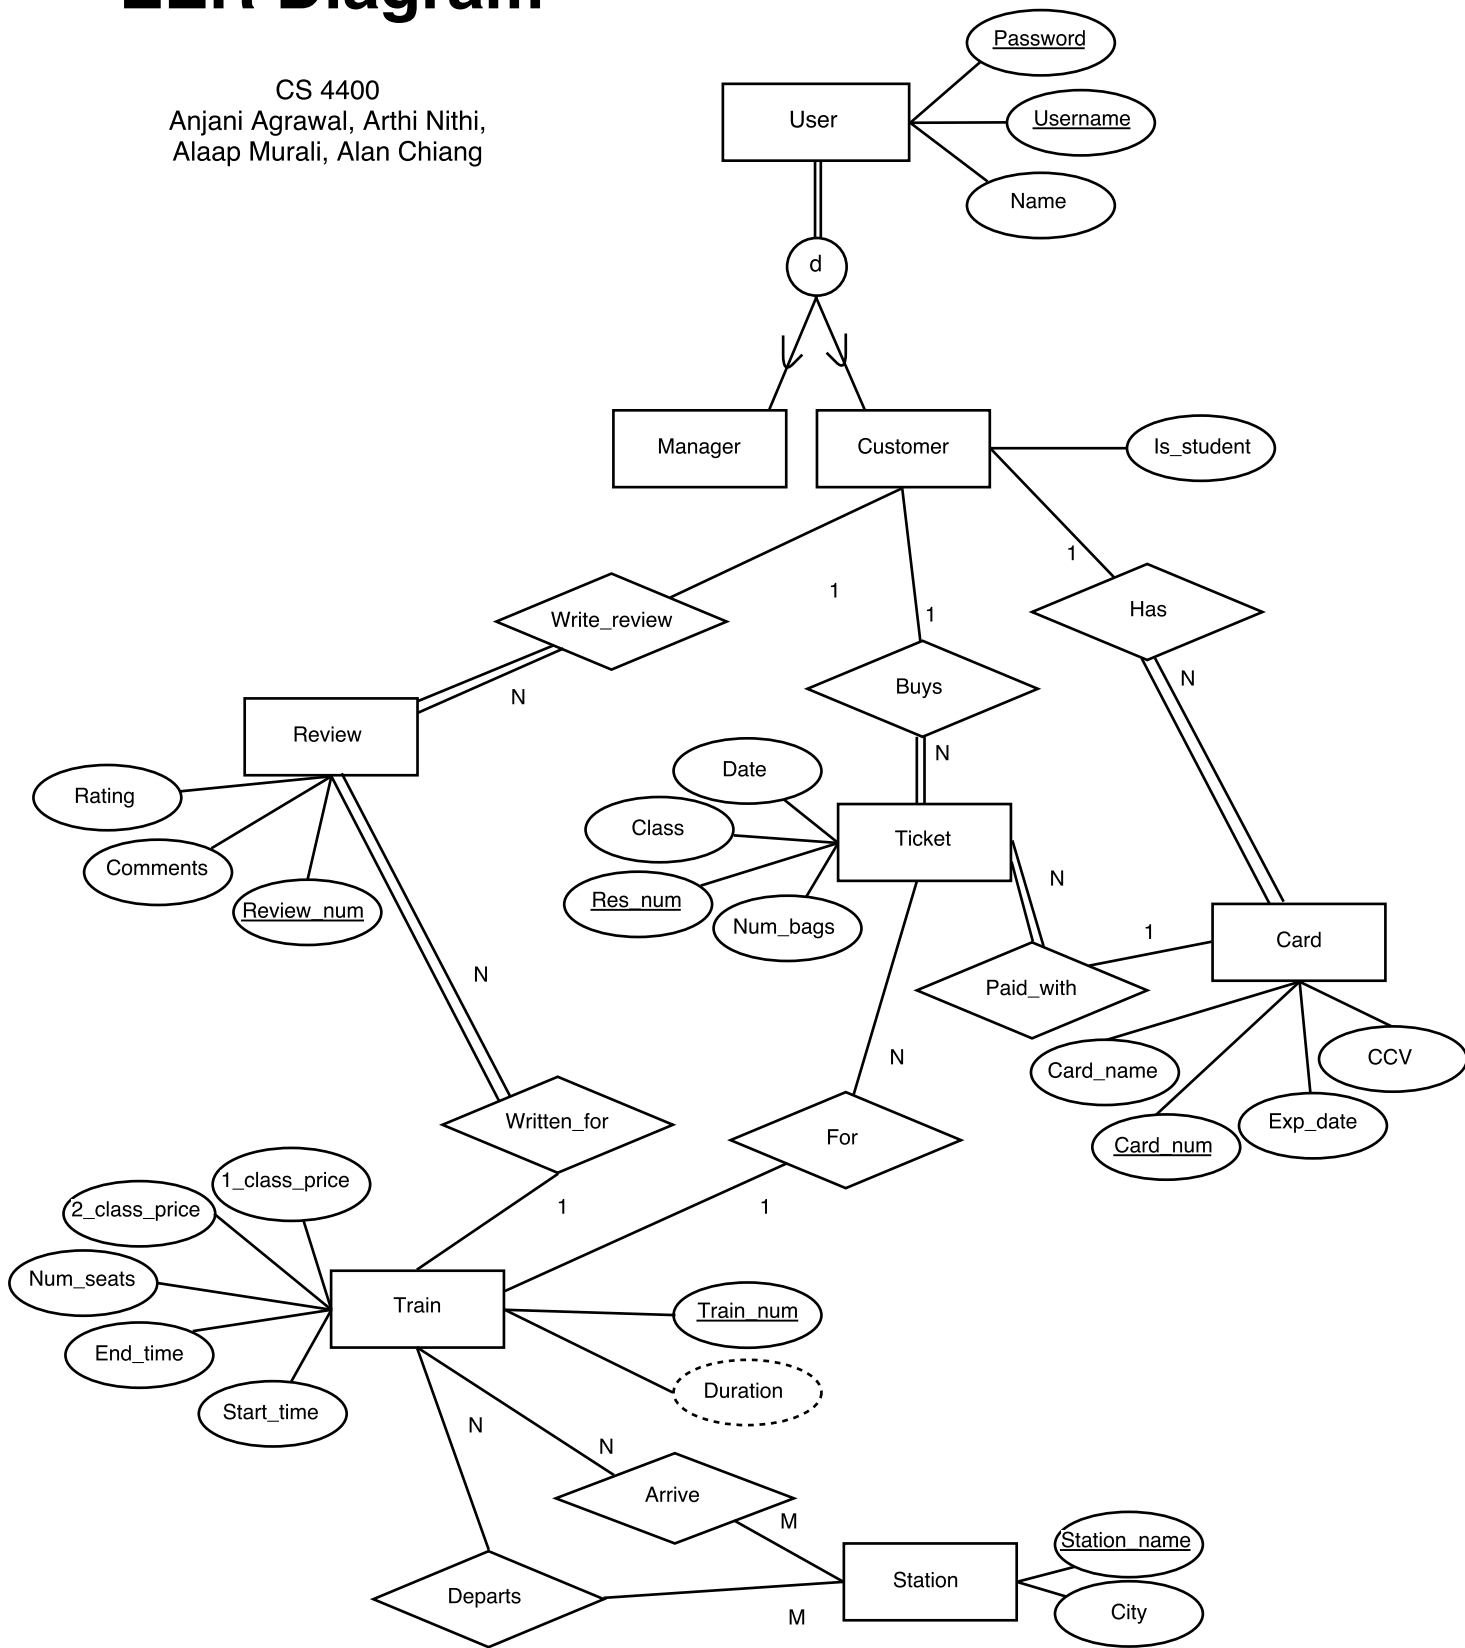 EER Diagram
CS 4400
Anjani Agrawal, Arthi Nithi,
Alaap Murali, Alan Chiang
Password
User
Username
Name
d
Manager
Customer
Is_student
1
Write_review
1
1
Has
N
Buys
N
Review
N
Date
Rating
Class
Ticket
Comments
Res_num
N
Review_num
Num_bags
1
Card
N
Paid_with
N
Card_name
CCV
Written_for
For
Exp_date
Card_num
1_class_price
2_class_price
1
1
Num_seats
Train
Train_num
End_time
Duration
Start_time
N
N
Arrive
M
Station_name
Station
Departs
M
City